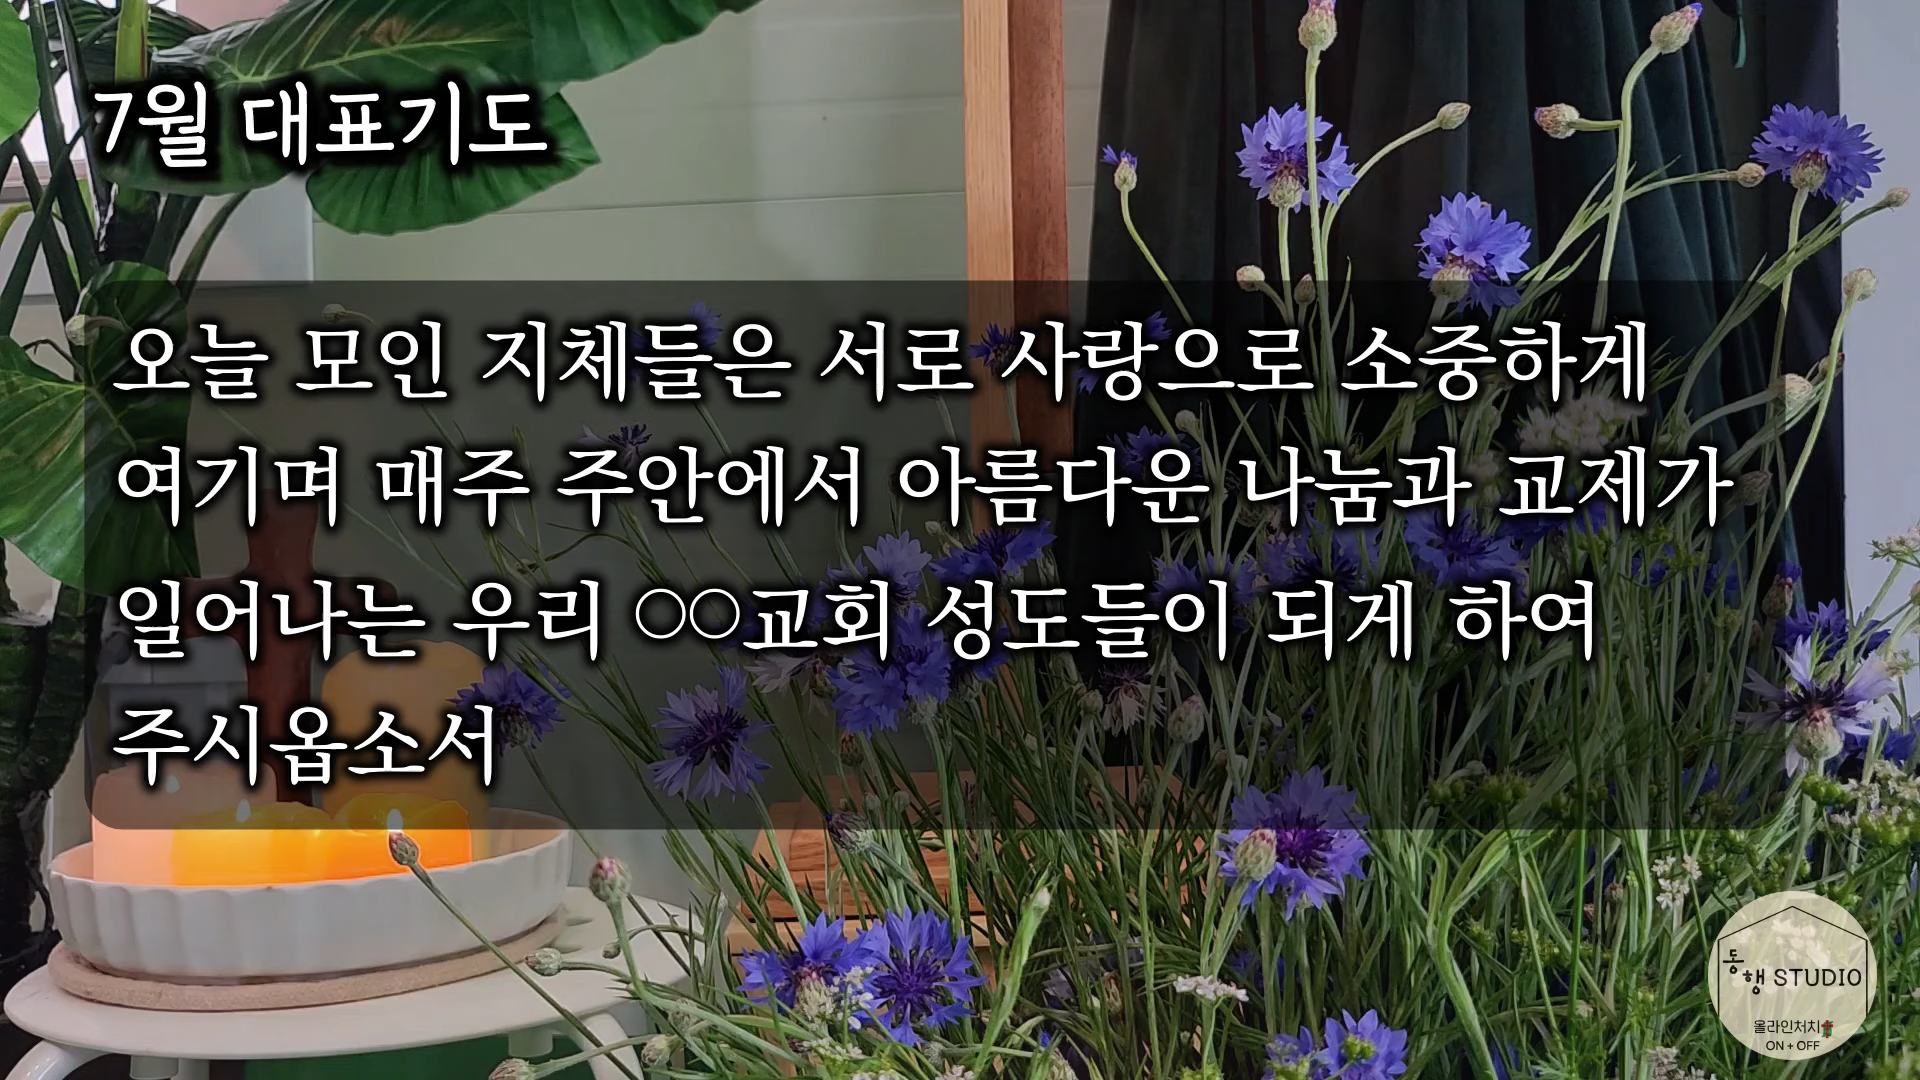 7월 대표기도
오늘 모인 지체들은 서로 사랑으로 소중하게
여기며 매주 주안에서 아름다운 나눔과 교제가
일어나는 우리 ○○교회 성도들이 되게 하여
주시옵소서
동행 STUDIO
올라인처치
ON + OFF